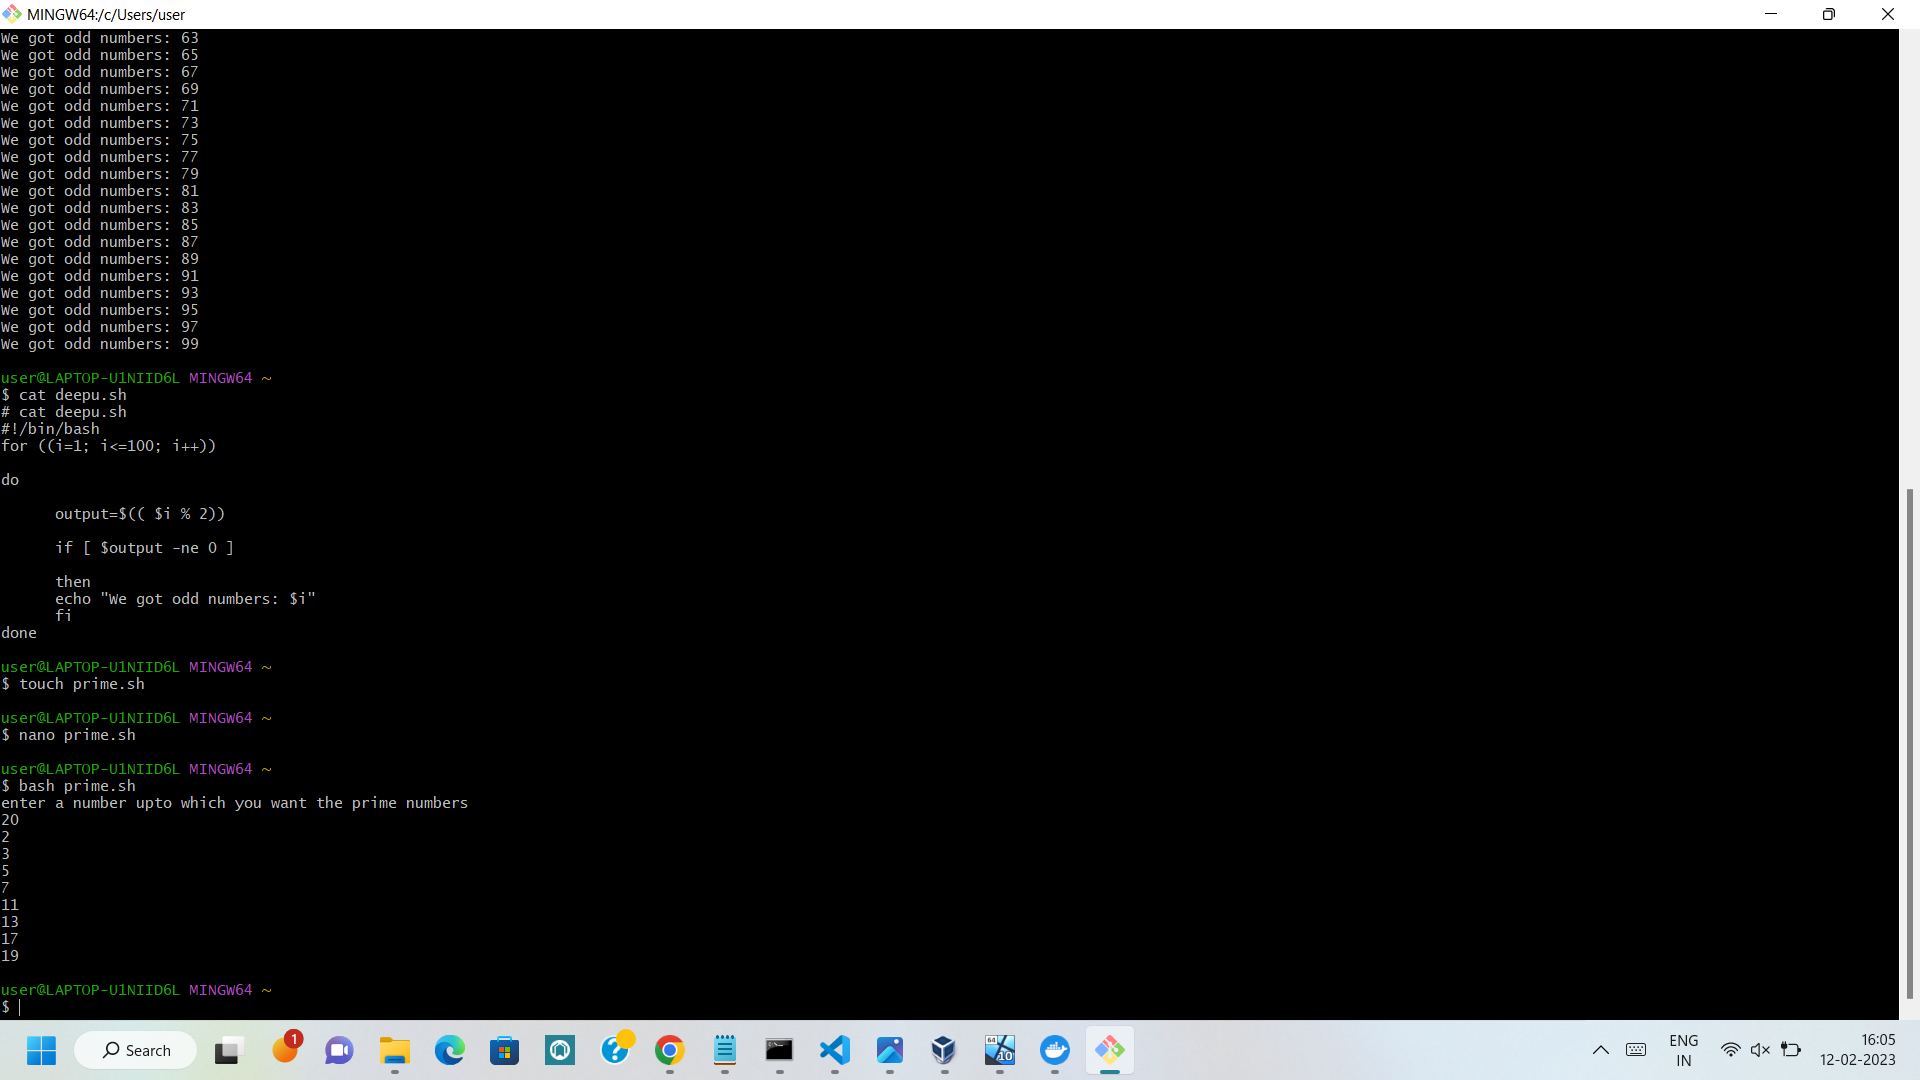 MINGW64:/c/Users/user
We got odd numbers: 63
We got odd numbers: 65
We got odd numbers: 67
We got odd numbers: 69
We got odd numbers: 71
We got odd numbers: 73
We got odd numbers: 75
We got odd numbers: 77
We got odd numbers: 79
We got odd numbers: 81
We got odd numbers: 83
We got odd numbers: 85
We got odd numbers: 87
We got odd numbers: 89
We got odd numbers: 91
We got odd numbers: 93
We got odd numbers: 95
We got odd numbers: 97
We got odd numbers: 99
user@LAPTOP-U1NIID6L MINGW64 ~
$ cat deepu.sh
# cat deepu.sh
#!/bin/bash
for ((i=1; i<=100; i++))
do
output=$(( $i % 2))
if [ $output -ne 0 ]
then
echo "We got odd numbers: $i"
fi
done
user@LAPTOP-U1NIID6L MINGW64 ~
$ touch prime.sh
user@LAPTOP-U1NIID6L MINGW64 ~
$ nano prime.sh
user@LAPTOP-U1NIID6L MINGW64 ~
$ bash prime.sh
enter a number upto which you want the prime numbers
20
2
3
5
7
11
13
17
19
user@LAPTOP-U1NIID6L MINGW64 ~
$
Search
1
64
10
ENG
IN
16:05
12-02-2023